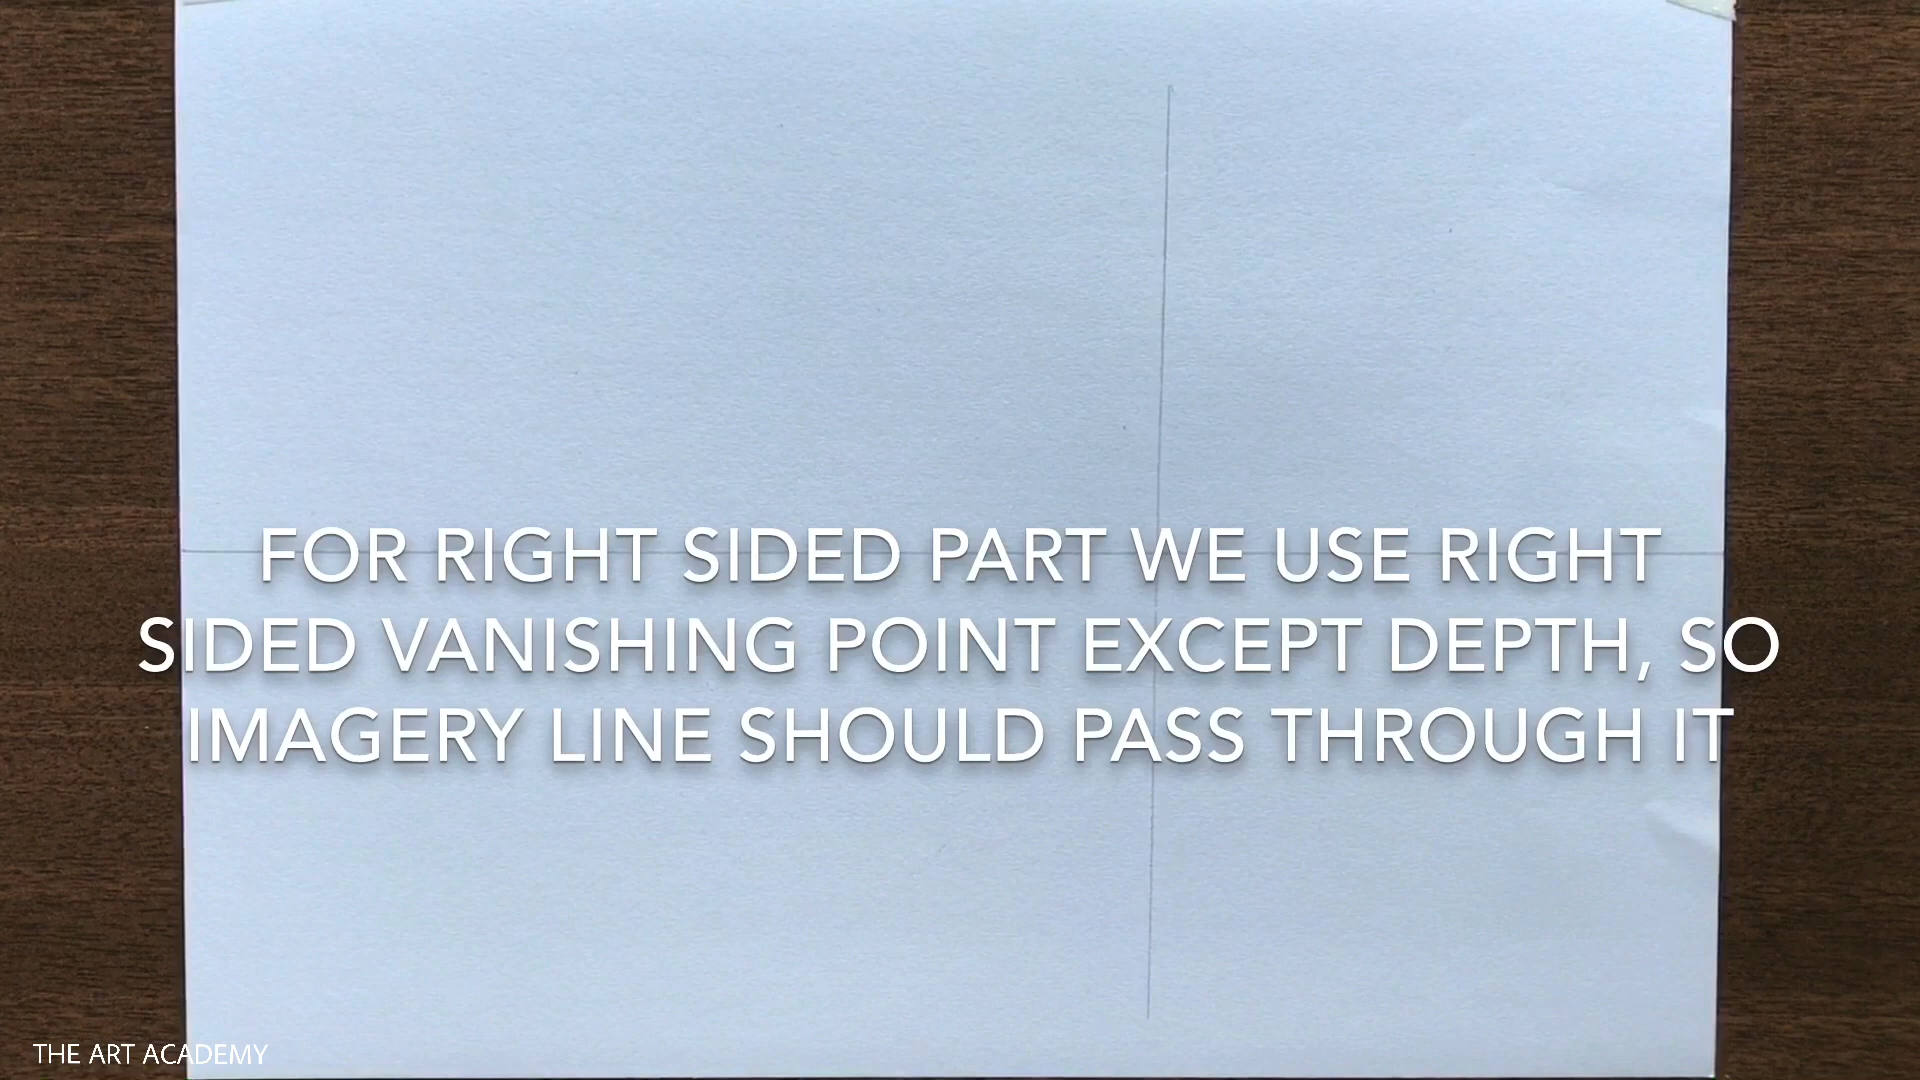 FOR RIGHT SIDED PART WE USE RIGHT
SIDED VANISHING POINT EXCEPT DEPTH, SO
IMAGERY LINE SHOULD PASS THROUGH IT
THE ART ACADEMY